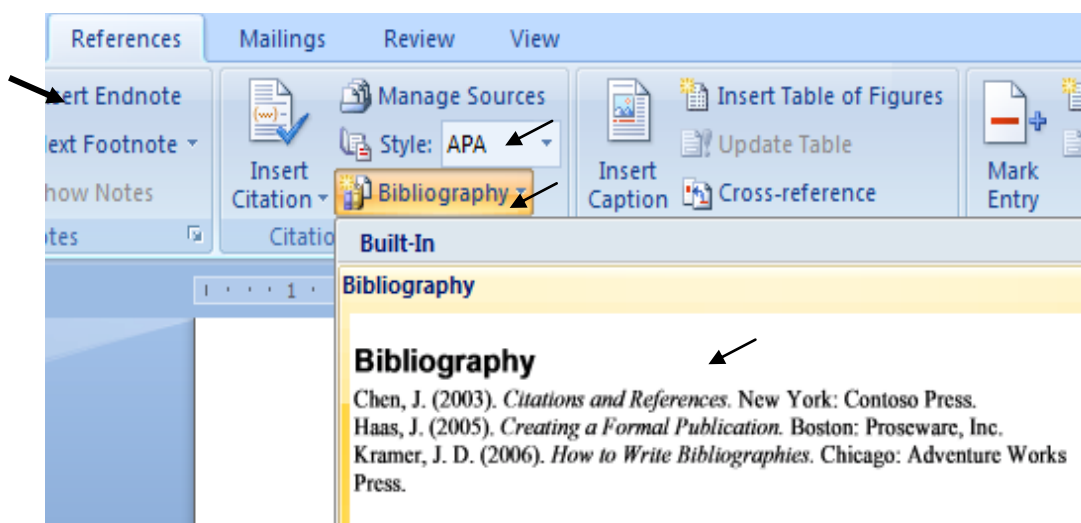 References Mailings Review View
ert Endnote
Manage Sources
Insert Table of Figures
ext Footnote
Style: APA
Update Table
Insert
Citation
Insert
Caption
Mark
Entry
how Notes
Bibliography
Cross-reference
tes
Citatio
Built-In
1
Bibliography
Bibliography
Chen, J. (2003). Citations and References. New York: Contoso Press.
Haas, J. (2005). Creating a Formal Publication. Boston: Proseware, Inc.
Kramer, J. D. (2006). How to Write Bibliographies. Chicago: Adventure Works
Press.